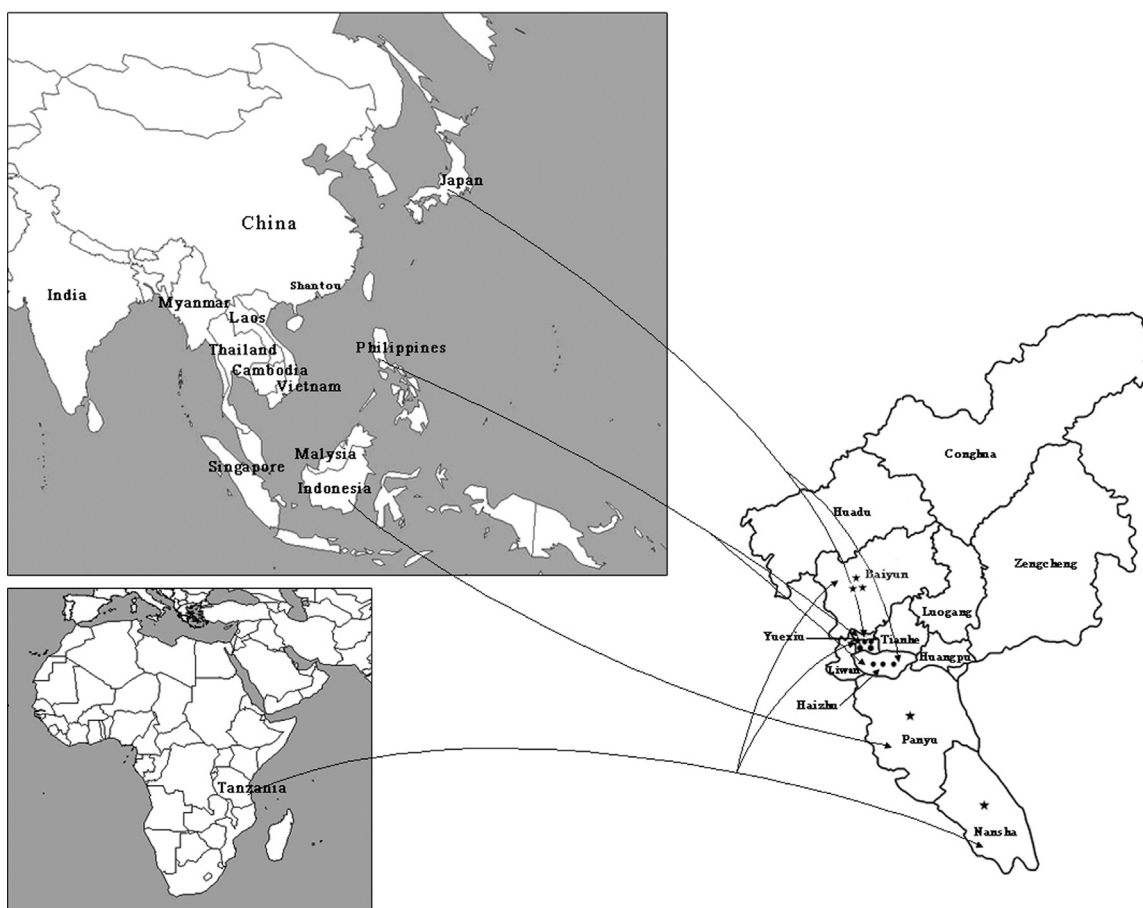 Japan
China
Shantou
India
Myanmar
Laos
Philippines
Thailand
Cambodia
Vietnam
Malysia
Singapore
Indonesia
Conghua
Huadu
Baiyun
Zengcheng
Luogang
Yuexiu
Tianhe
Huangpu
Liwan
Haizhu
Panyu
Tanzania
Nansha